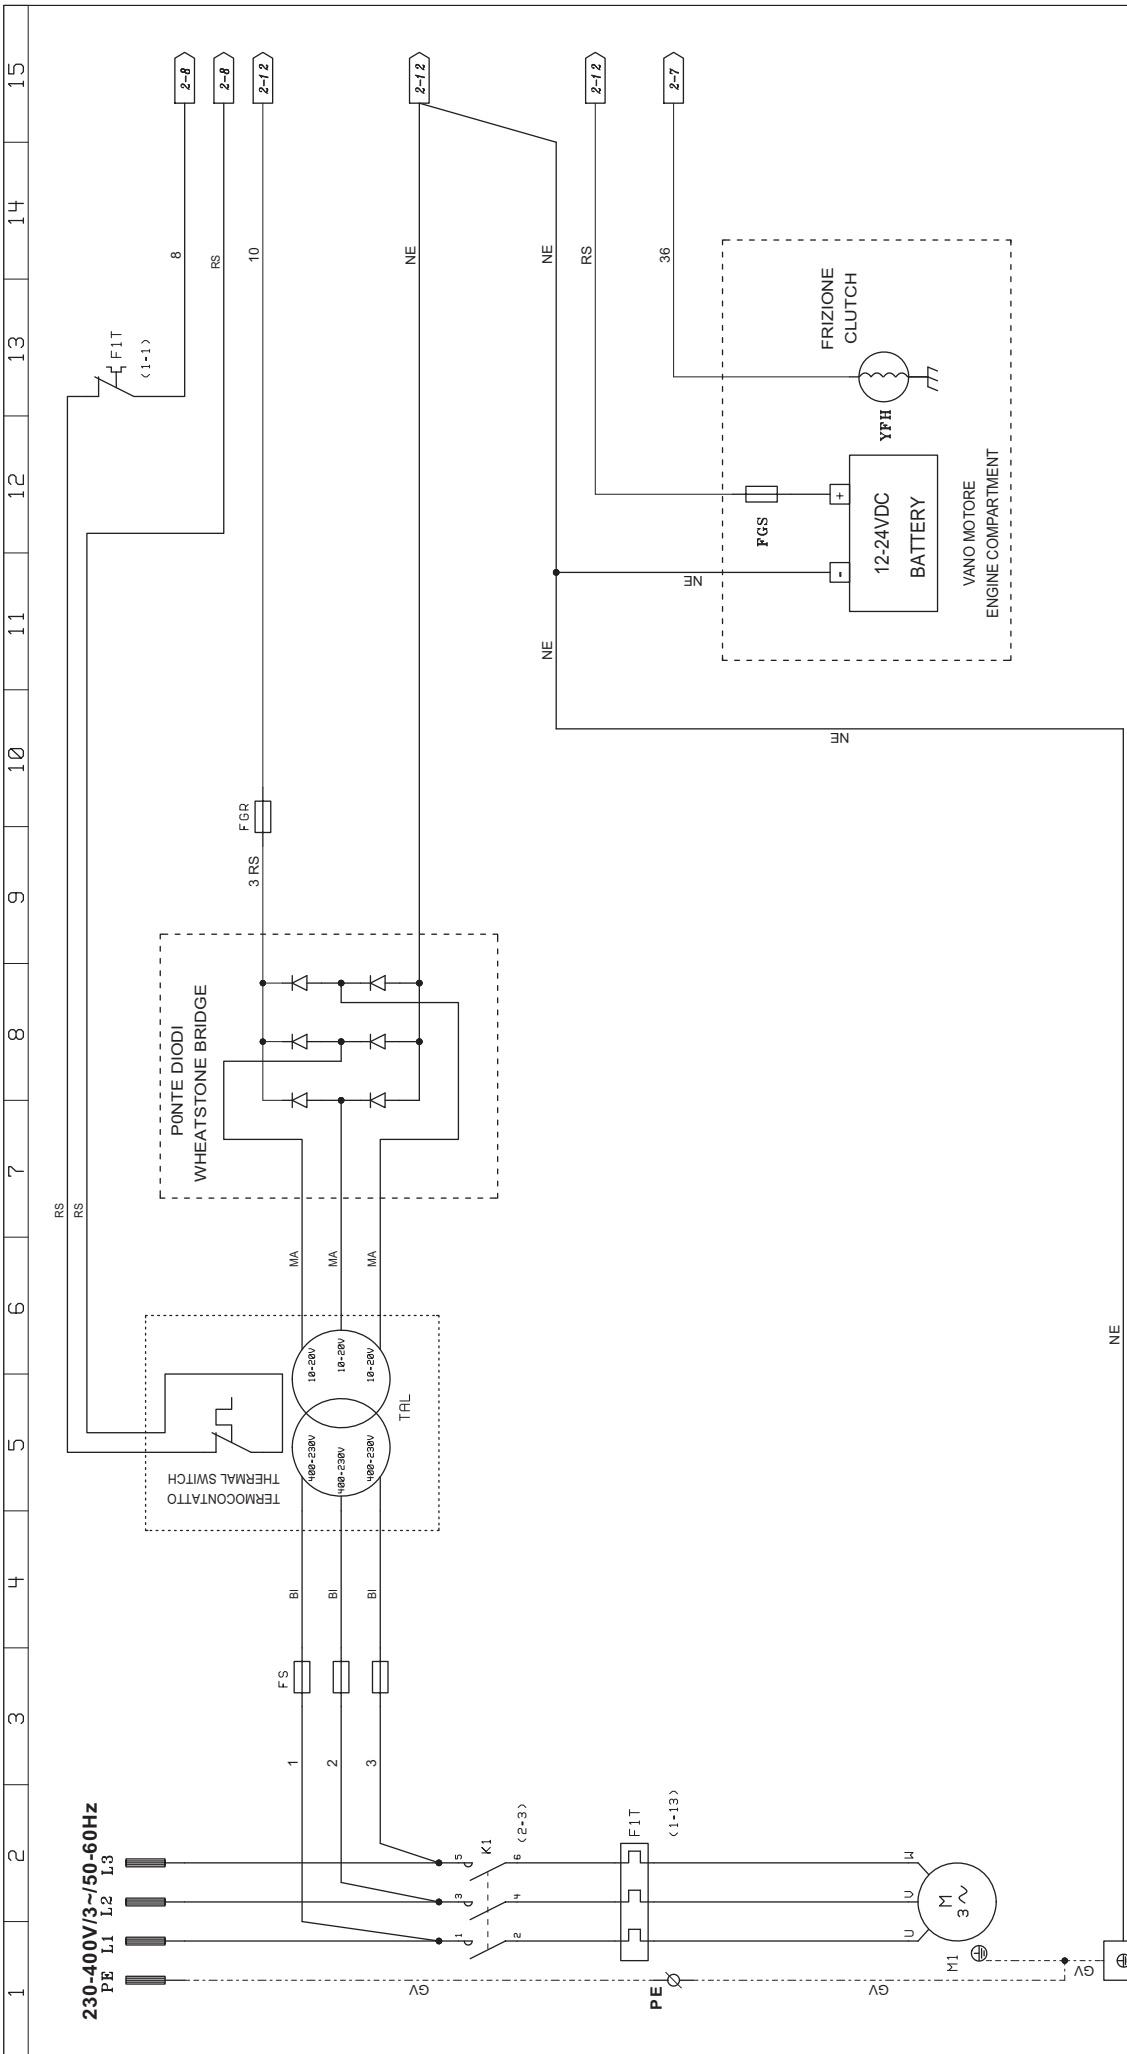 1
2
3
4
5
6
7
8
9
10
11
12
13
14
15
230-400V/3~/50-60Hz
PE L1 L2 L3
GV
PE
GV
M1
GV
1
3
5
K1
(2-3)
2
4
6
F1T
(1-13)
U
V
W
M
3~
1
2
3
FS
BI
BI
BI
TERMOCONTATTO
THERMAL SWITCH
400-230V
400-230V
400-230V
10-20V
10-20V
10-20V
TAL
MA
MA
MA
RS
RS
P0NTE DIODI
WHEATSTONE BRIDGE
3 RS
FGR
NE
NE
NE
NE
F1T
(1-1)
8
RS
10
NE
NE
RS
36
2-8
2-8
2-12
2-12
2-12
2-7
FRIZIONE
CLUTCH
YFH
FGS
+
-
12-24VDC
BATTERY
VANO MOTORE
ENGINE COMPARTMENT